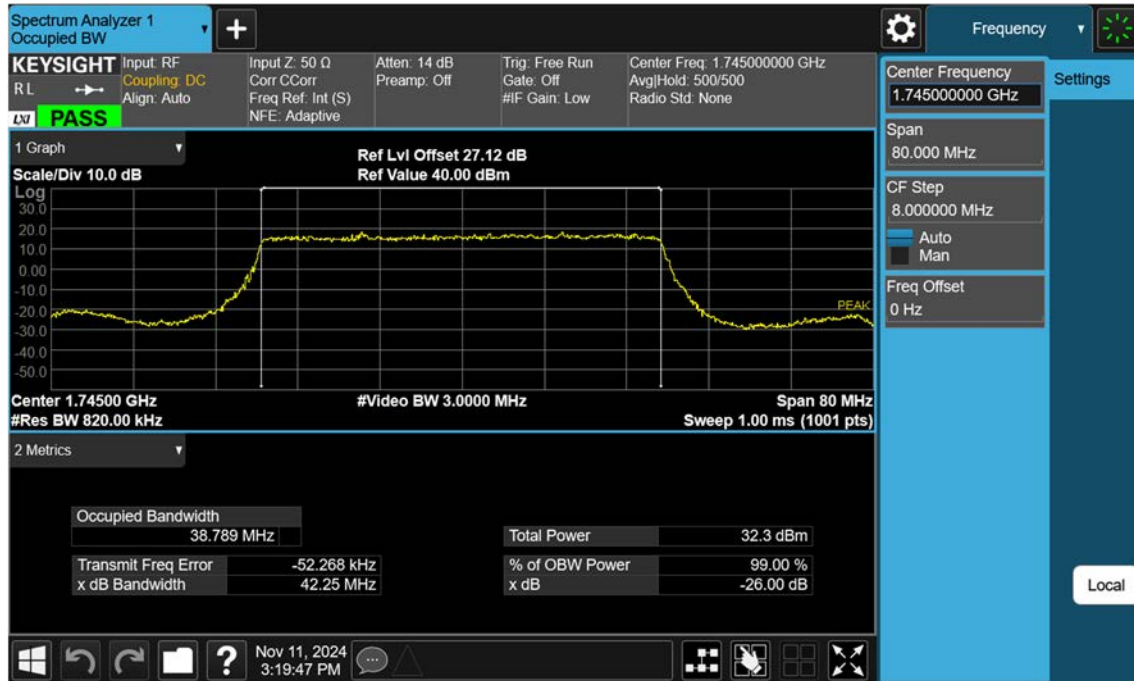 Spectrum Analyzer 1
Occupied BW
+
Frequency
KEYSIGHT
RL
LXI
PASS
Input: RF
Coupling: DC
Align: Auto
Input Z: 50 Ω
Corr CCorr
Freq Ref: Int (S)
NFE: Adaptive
Atten: 14 dB
Preamp: Off
Trig: Free Run
Gate: Off
#IF Gain: Low
Center Freq: 1.745000000 GHz
Avg|Hold: 500/500
Radio Std: None
Center Frequency
1.745000000 GHz
Settings
Span
80.000 MHz
CF Step
8.000000 MHz
Auto
Man
Freq Offset
0 Hz
Local
1 Graph
Scale/Div 10.0 dB
Ref Lvl Offset 27.12 dB
Ref Value 40.00 dBm
Log
30.0
20.0
10.0
0.00
-10.0
-20.0
-30.0
-40.0
-50.0
PEAK
Center 1.74500 GHz
#Video BW 3.0000 MHz
Span 80 MHz
#Res BW 820.00 kHz
Sweep 1.00 ms (1001 pts)
2 Metrics
Occupied Bandwidth
38.789 MHz
Total Power 32.3 dBm
Transmit Freq Error -52.268 kHz
% of OBW Power 99.00 %
x dB Bandwidth 42.25 MHz
x dB -26.00 dB
?
Nov 11, 2024
3:19:47 PM